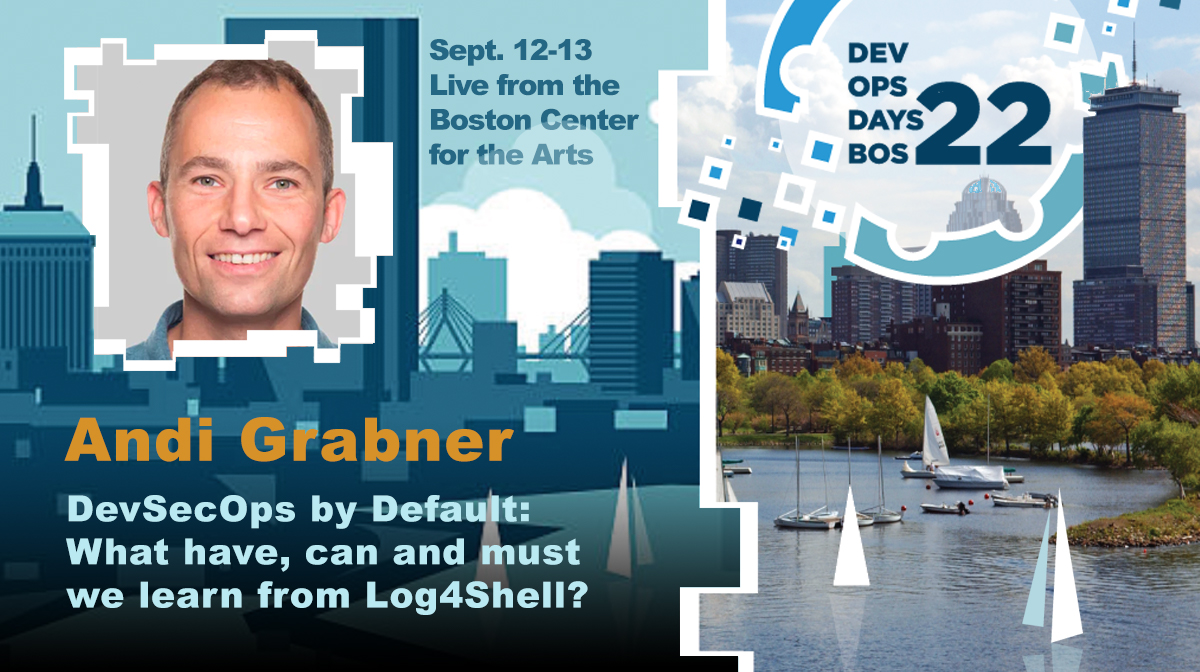 Sept. 12-13
Live from the
Boston Center
for the Arts
DEV
OPS
DAYS
BOS 22
Andi Grabner
DevSecOps by Default:
What have, can and must
we learn from Log4Shell?